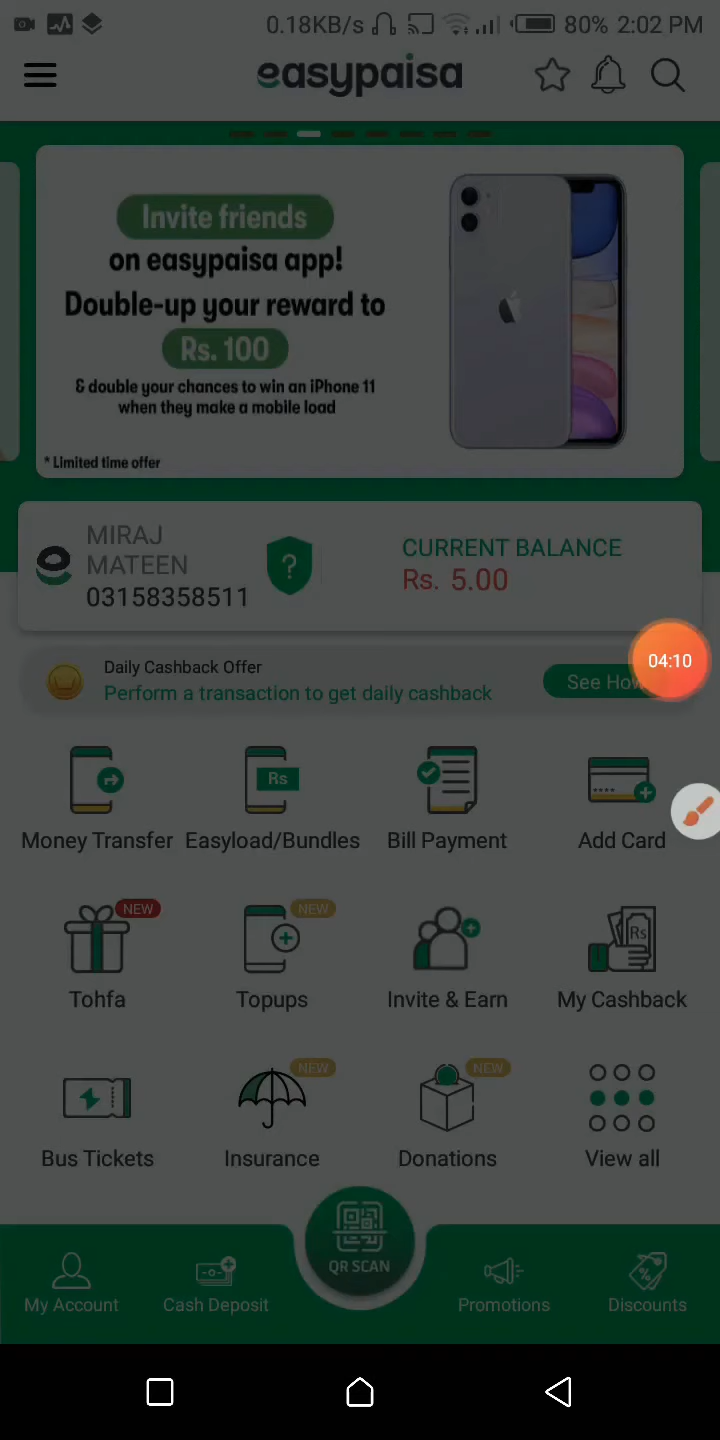 0.18KB/s 80% 2:02 PM
easypaisa
Invite friends
on easypaisa app!
Double-up your reward to
Rs. 100
& double your chances to win an iPhone 11
when they make a mobile load
* Limited time offer
MIRAJ
MATEEN
03158358511
?
CURRENT BALANCE
Rs. 5.00
Daily Cashback Offer
Perform a transaction to get daily cashback
See How
04:10
Rs
Money Transfer Easyload/Bundles Bill Payment Add Card
NEW NEW
Rs
Tohfa Topups Invite & Earn My Cashback
NEW NEW
Bus Tickets Insurance Donations View all
QR SCAN
My Account Cash Deposit Promotions Discounts